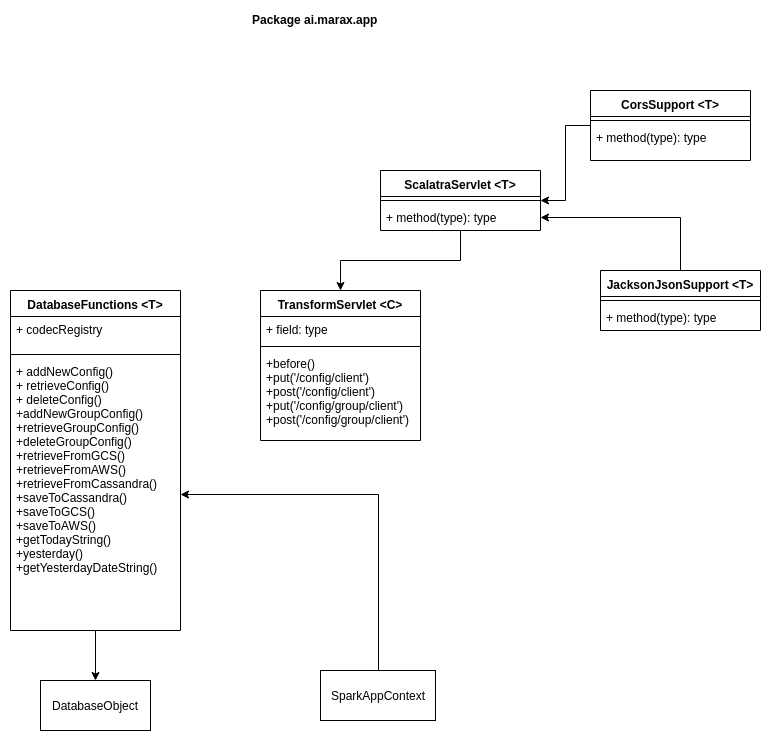 Package ai.marax.app
CorsSupport <T>
+ method(type): type
ScalatraServlet <T>
+ method(type): type
JacksonJsonSupport <T>
+ method(type): type
DatabaseFunctions <T>
+ codecRegistry
+ addNewConfig()
+ retrieveConfig()
+ deleteConfig()
+addNewGroupConfig()
+retrieveGroupConfig()
+deleteGroupConfig()
+retrieveFromGCS()
+retrieveFromAWS()
+retrieveFromCassandra()
+saveToCassandra()
+saveToGCS()
+saveToAWS()
+getTodayString()
+yesterday()
+getYesterdayDateString()
TransformServlet <C>
+ field: type
+before()
+put('/config/client')
+post('/config/client')
+put('/config/group/client')
+post('/config/group/client')
DatabaseObject
SparkAppContext